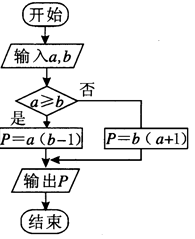 开始
输入a,b
a≥b
否
是
P=a(b−1)
P=b(a+1)
输出P
结束